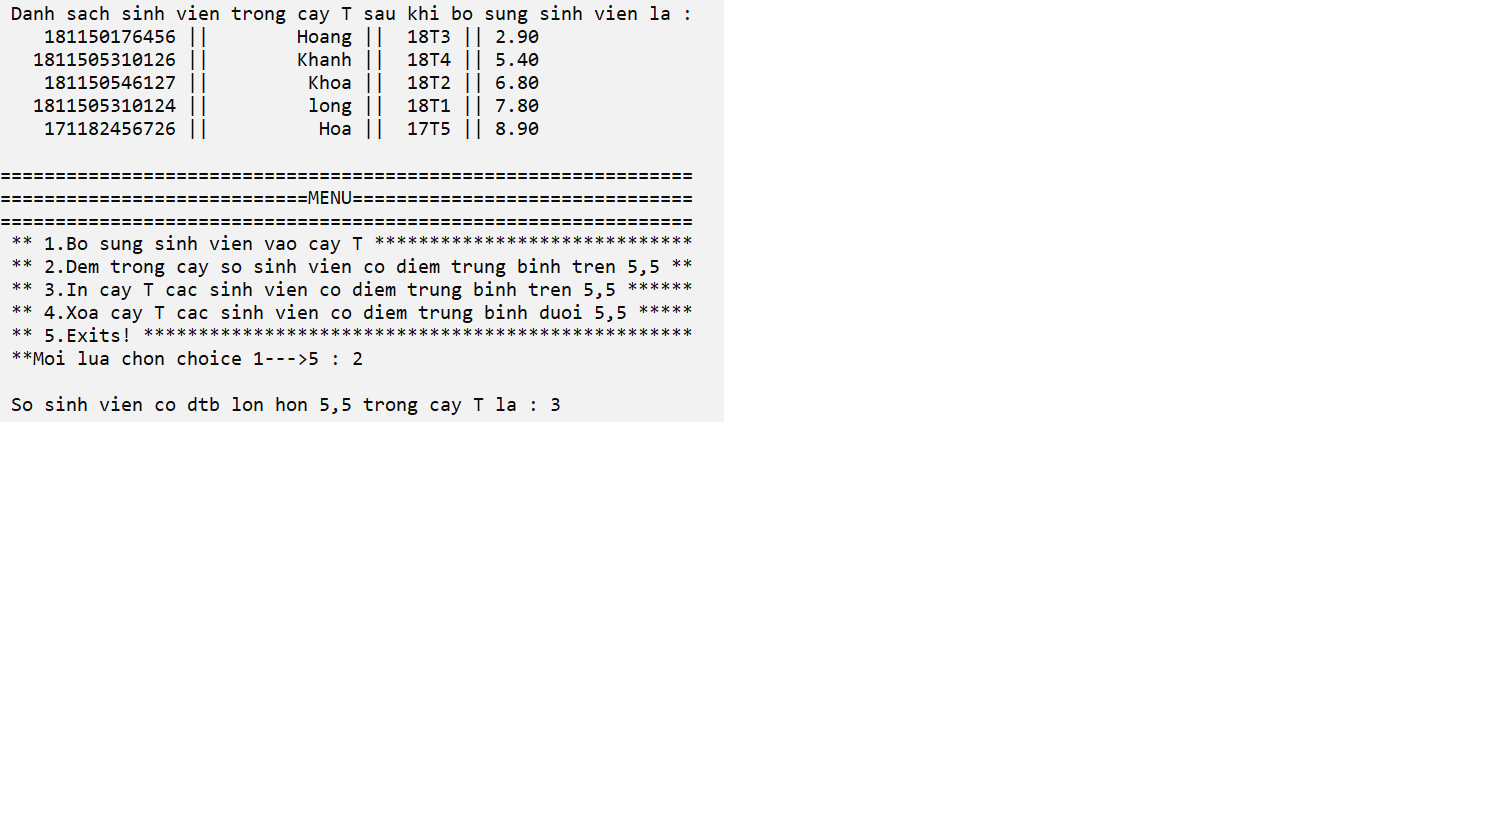 Danh sach sinh vien trong cay T sau khi bo sung sinh vien la :
181150176456 || Hoang || 18T3 || 2.90
1811505310126 || Khanh || 18T4 || 5.40
181150546127 || Khoa || 18T2 || 6.80
1811505310124 || long || 18T1 || 7.80
171182456726 || Hoa || 17T5 || 8.90
===============================================================
============================MENU===============================
===============================================================
** 1.Bo sung sinh vien vao cay T *****************************
** 2.Dem trong cay so sinh vien co diem trung binh tren 5,5 **
** 3.In cay T cac sinh vien co diem trung binh tren 5,5 ******
** 4.Xoa cay T cac sinh vien co diem trung binh duoi 5,5 *****
** 5.Exits! **************************************************
**Moi lua chon choice 1--->5 : 2
So sinh vien co dtb lon hon 5,5 trong cay T la : 3